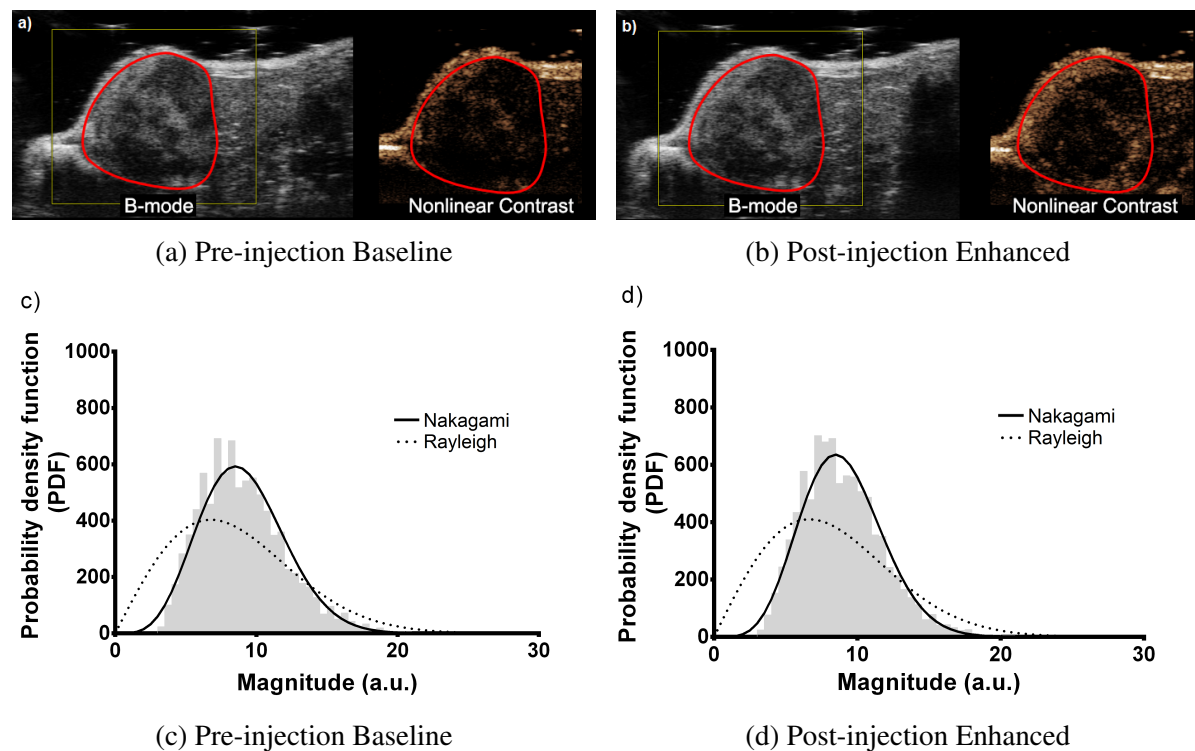 a)
B-mode
Nonlinear Contrast
b)
B-mode
Nonlinear Contrast
(a) Pre-injection Baseline
(b) Post-injection Enhanced
c)
Probability density function
(PDF)
1000
800
600
400
200
0
0
10
20
30
Nakagami
Rayleigh
Magnitude (a.u.)
d)
Probability density function
(PDF)
1000
800
600
400
200
0
0
10
20
30
Nakagami
Rayleigh
Magnitude (a.u.)
(c) Pre-injection Baseline
(d) Post-injection Enhanced